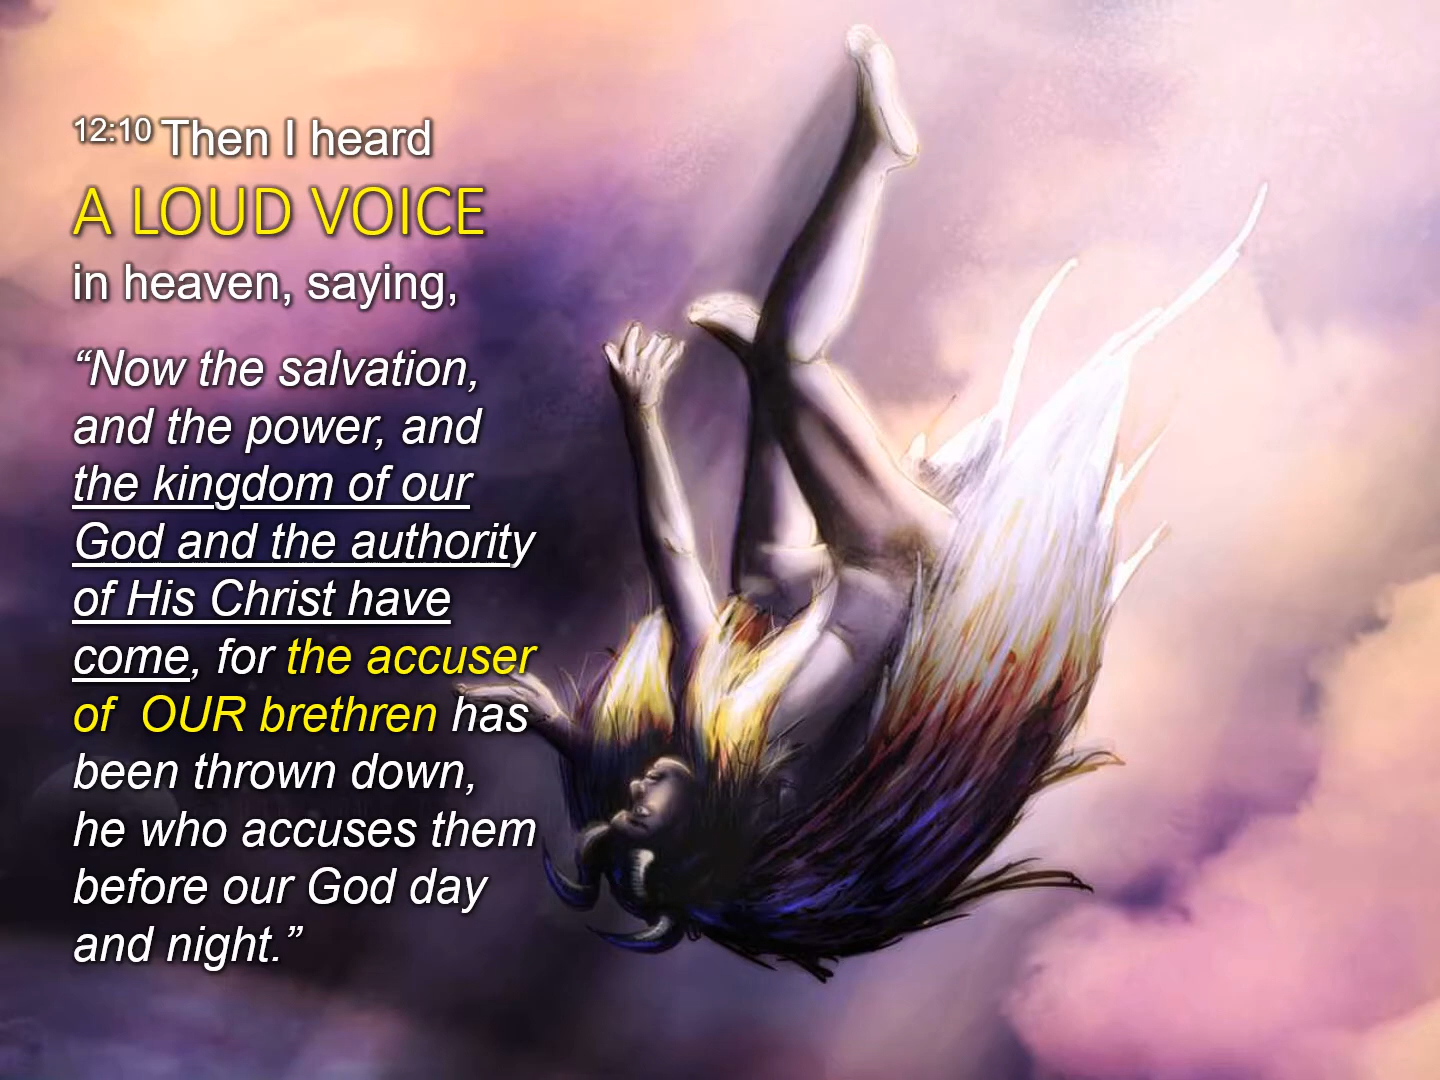 12:10 Then I heard
A LOUD VOICE
in heaven, saying,
“Now the salvation,
and the power, and
the kingdom of our
God and the authority
of His Christ have
come, for the accuser
of  OUR brethren has
been thrown down,
he who accuses them
before our God day
and night.”